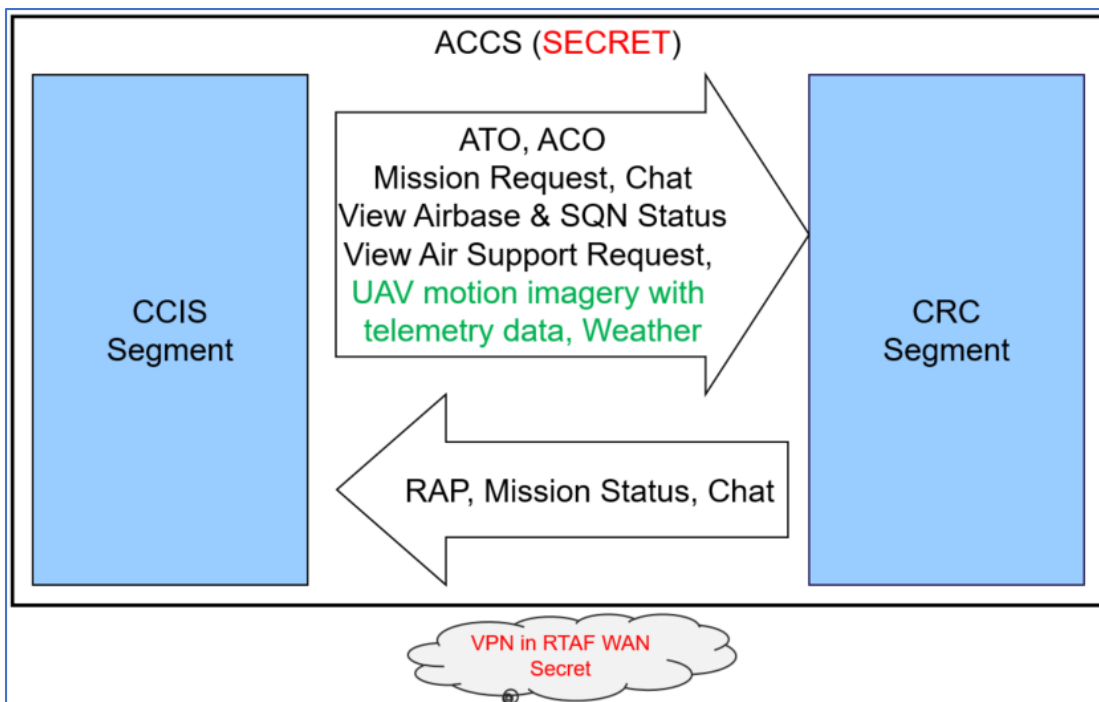 ACCS (SECRET)
CCIS
Segment
ATO, ACO
Mission Request, Chat
View Airbase & SQN Status
View Air Support Request,
UAV motion imagery with
telemetry data, Weather
CRC
Segment
RAP, Mission Status, Chat
VPN in RTAF WAN
Secret